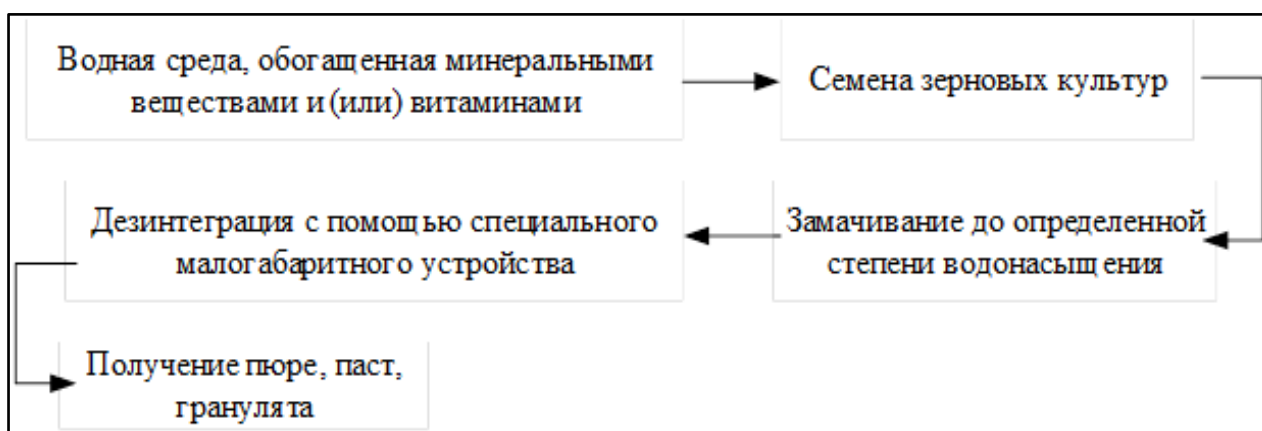 Водная среда, обогащенная минеральными
веществами и (или) витаминами
Семена зерновых культур
Замачивание до определенной
степени водонасыщения
Дезинтеграция с помощью специального
малогабаритного устройства
Получение пюре, паст,
гранулята